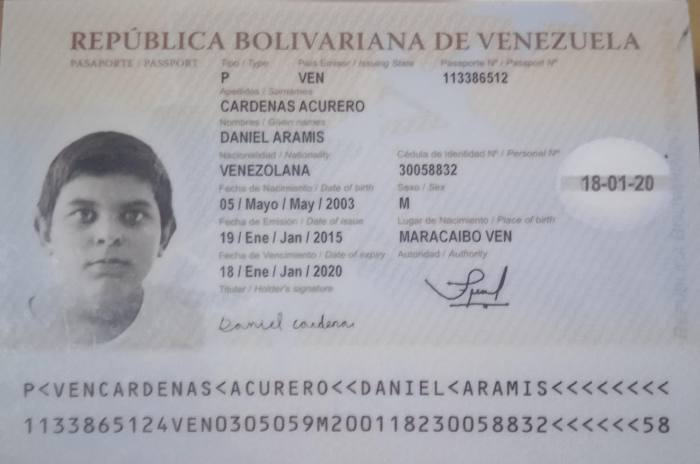 REPÚBLICA BOLIVARIANA DE VENEZUELA
PASAPORTE / PASSPORT Tipo / Type País Emisor / Issuing State Pasaporte Nº / Passport Nº
P VEN 113386512
Apellidos / Surnames
CARDENAS ACURERO
Nombres / Given names
DANIEL ARAMIS
Nacionalidad / Nationality Cédula de Identidad Nº / Personal Nº
VENEZOLANA 30058832
18-01-20
Fecha de Nacimiento / Date of birth Sexo / Sex
05 / Mayo / May / 2003 M
Fecha de Emisión / Date of issue Lugar de Nacimiento / Place of birth
19 / Ene / Jan / 2015 MARACAIBO VEN
Fecha de Vencimiento / Date of expiry Autoridad / Authority
18 / Ene / Jan / 2020
Titular / Holder's signature
Daniel cardenas
P<VENCARDENAS<ACURERO<<DANIEL<ARAMIS<<<<<<<<
1133865124VEN0305059M200118230058832<<<<<<58